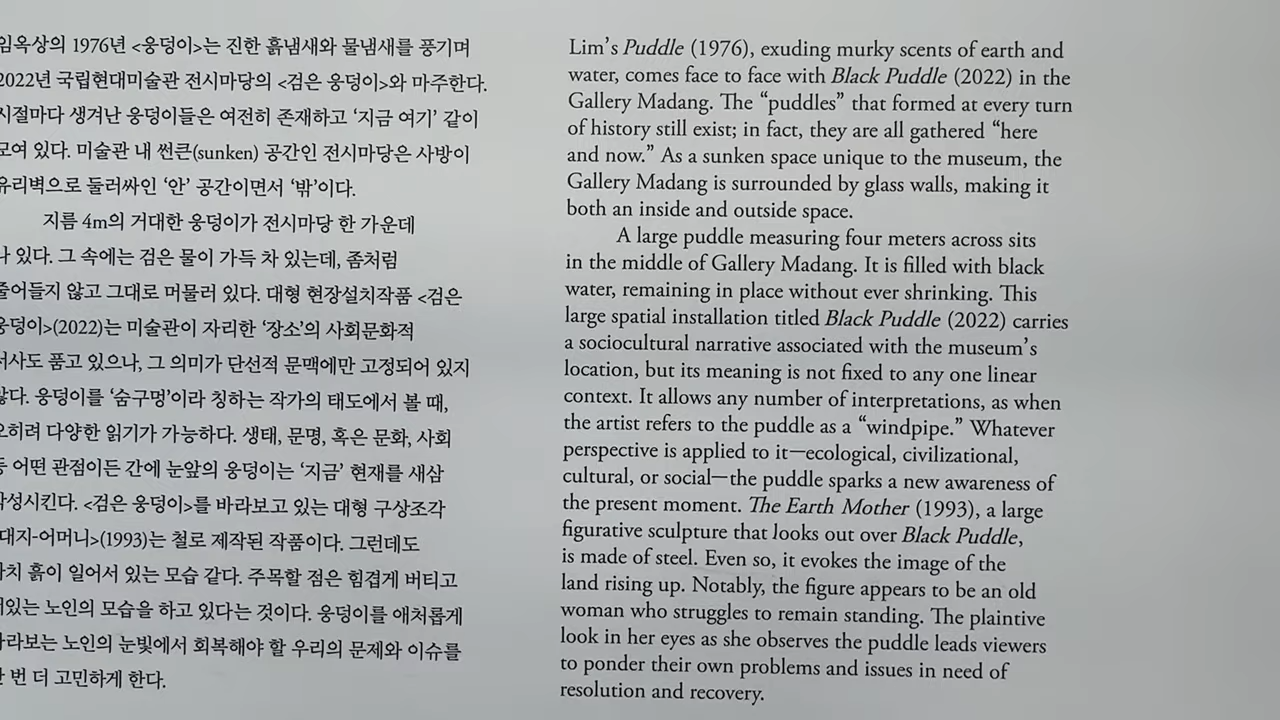 임옥상의 1976년 <웅덩이>는 진한 흙냄새와 물냄새를 풍기며
2022년 국립현대미술관 전시마당의 <검은 웅덩이>와 마주한다.
시절마다 생겨난 웅덩이들은 여전히 존재하고 ‘지금 여기’ 같이
모여 있다. 미술관 내 썬큰(sunken) 공간인 전시마당은 사방이
유리벽으로 둘러싸인 ‘안’ 공간이면서 ‘밖’이다.
지름 4m의 거대한 웅덩이가 전시마당 한 가운데
나 있다. 그 속에는 검은 물이 가득 차 있는데, 좀처럼
줄어들지 않고 그대로 머물러 있다. 대형 현장설치작품 <검은
웅덩이>(2022)는 미술관이 자리한 ‘장소’의 사회문화적
서사도 품고 있으나, 그 의미가 단선적 문맥에만 고정되어 있지
않다. 웅덩이를 ‘숨구멍’이라 칭하는 작가의 태도에서 볼 때,
오히려 다양한 읽기가 가능하다. 생태, 문명, 혹은 문화, 사회
등 어떤 관점이든 간에 눈앞의 웅덩이는 ‘지금’ 현재를 새삼
각성시킨다. <검은 웅덩이>를 바라보고 있는 대형 구상조각
대지-어머니>(1993)는 철로 제작된 작품이다. 그런데도
마치 흙이 일어서 있는 모습 같다. 주목할 점은 힘겹게 버티고
서있는 노인의 모습을 하고 있다는 것이다. 웅덩이를 애처롭게
바라보는 노인의 눈빛에서 회복해야 할 우리의 문제와 이슈를
한 번 더 고민하게 한다.
Lim’s Puddle (1976), exuding murky scents of earth and
water, comes face to face with Black Puddle (2022) in the
Gallery Madang. The “puddles” that formed at every turn
of history still exist; in fact, they are all gathered “here
and now.” As a sunken space unique to the museum, the
Gallery Madang is surrounded by glass walls, making it
both an inside and outside space.
A large puddle measuring four meters across sits
in the middle of Gallery Madang. It is filled with black
water, remaining in place without ever shrinking. This
large spatial installation titled Black Puddle (2022) carries
a sociocultural narrative associated with the museum’s
location, but its meaning is not fixed to any one linear
context. It allows any number of interpretations, as when
the artist refers to the puddle as a “windpipe.” Whatever
perspective is applied to it—ecological, civilizational,
cultural, or social—the puddle sparks a new awareness of
the present moment. The Earth Mother (1993), a large
figurative sculpture that looks out over Black Puddle,
is made of steel. Even so, it evokes the image of the
land rising up. Notably, the figure appears to be an old
woman who struggles to remain standing. The plaintive
look in her eyes as she observes the puddle leads viewers
to ponder their own problems and issues in need of
resolution and recovery.